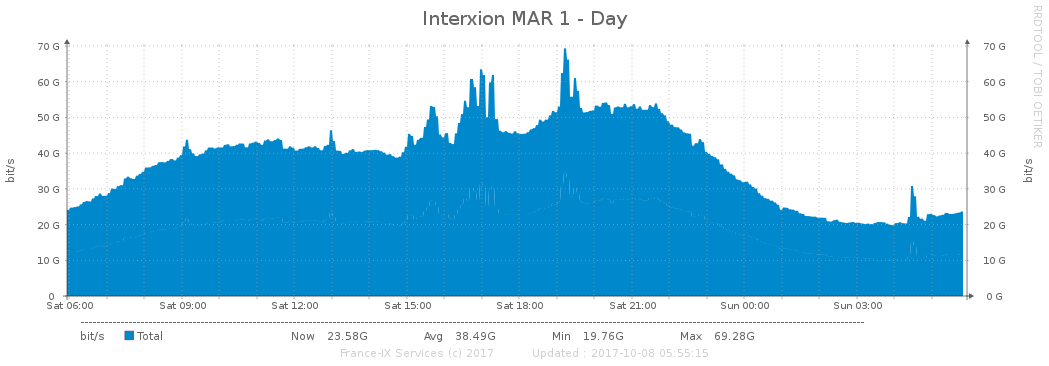 Interxion MAR 1 - Day
RRDTOOL / TOBI OETIKER
70 G 70 G
60 G 60 G
50 G 50 G
40 G 40 G
30 G 30 G
20 G 20 G
10 G 10 G
0 0 G
bit/s bit/s
Sat 06:00 Sat 09:00 Sat 12:00 Sat 15:00 Sat 18:00 Sat 21:00 Sun 00:00 Sun 03:00
bit/s Total Now 23.58G Avg 38.49G Min 19.76G Max 69.28G
France-IX Services (c) 2017 Updated : 2017-10-08 05:55:15